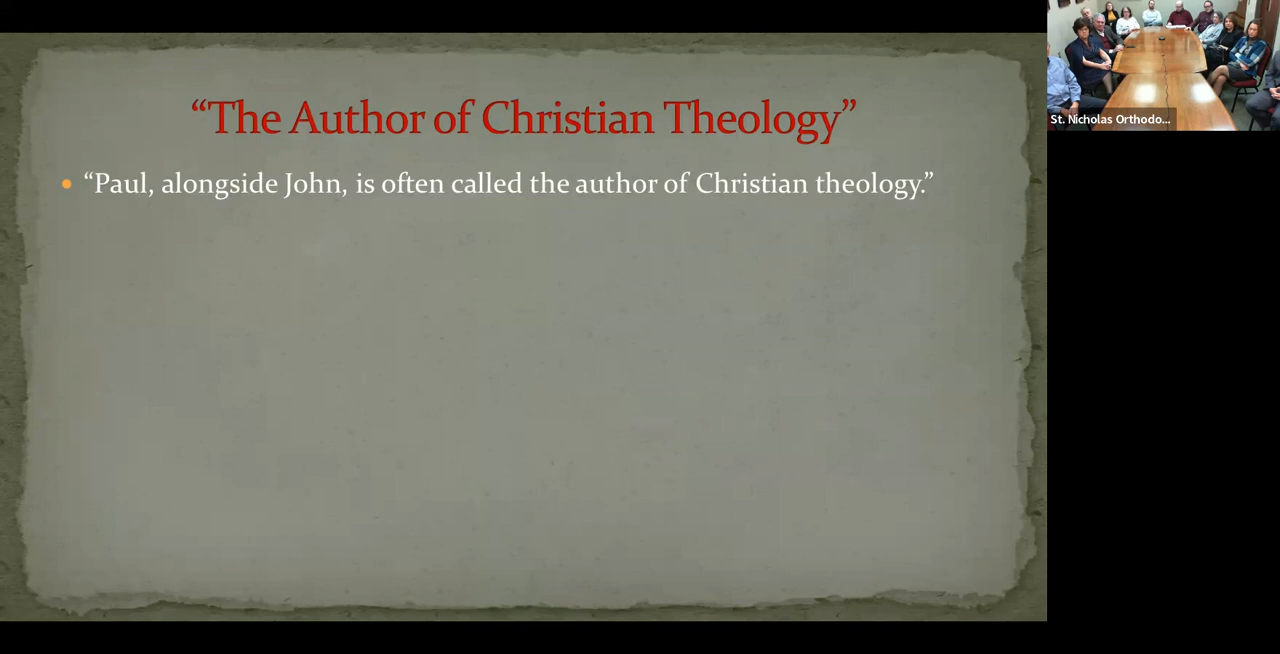 “The Author of Christian Theology”
“Paul, alongside John, is often called the author of Christian theology.”
St. Nicholas Orthodo...